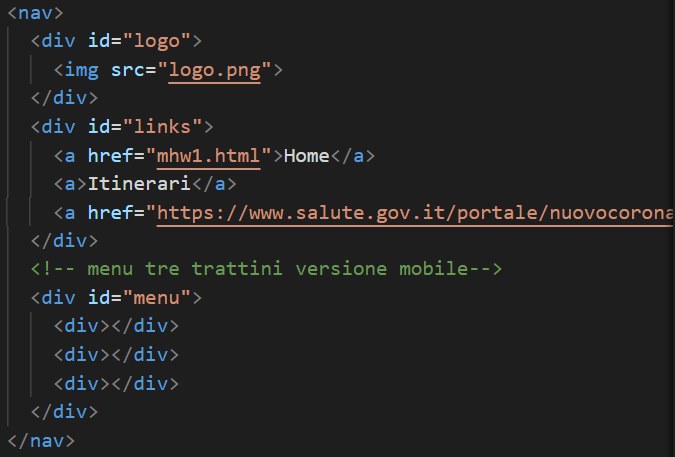 <nav>
<div id="logo">
<img src="logo.png">
</div>
<div id="links">
<a href="mhw1.html">Home</a>
<a>Itinerari</a>
<a href="https://www.salute.gov.it/portale/nuovocorona
</div>
<!-- menu tre trattini versione mobile-->
<div id="menu">
<div></div>
<div></div>
<div></div>
</div>
</nav>